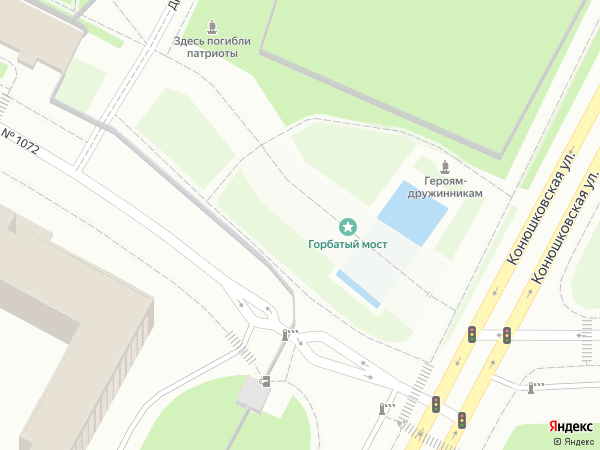 Здесь погибли
патриоты
№ 1072
Героям-
дружинникам
Горбатый мост
Конюшковская ул.
Конюшковская ул.
Яндекс
© Яндекс